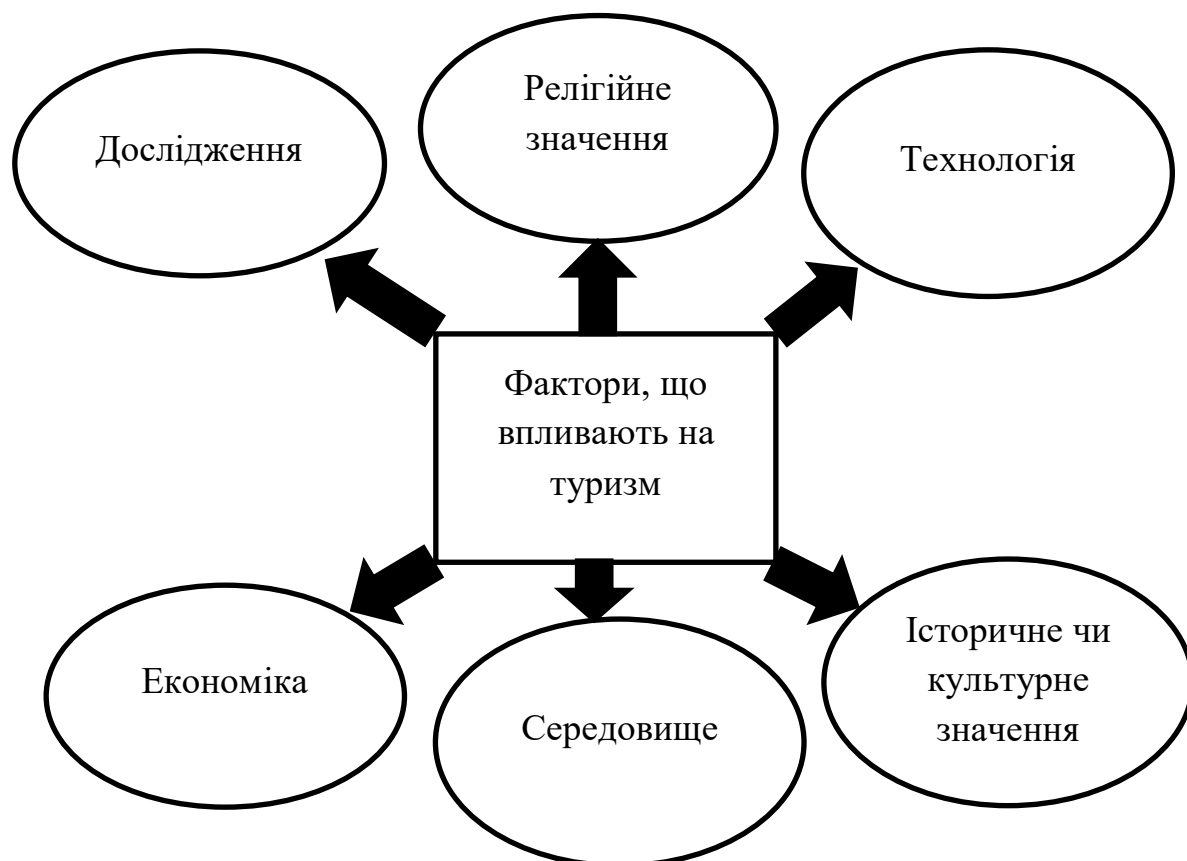 Дослідження
Релігійне
значення
Технологія
Фактори, що
впливають на
туризм
Економіка
Середовище
Історичне чи
культурне
значення